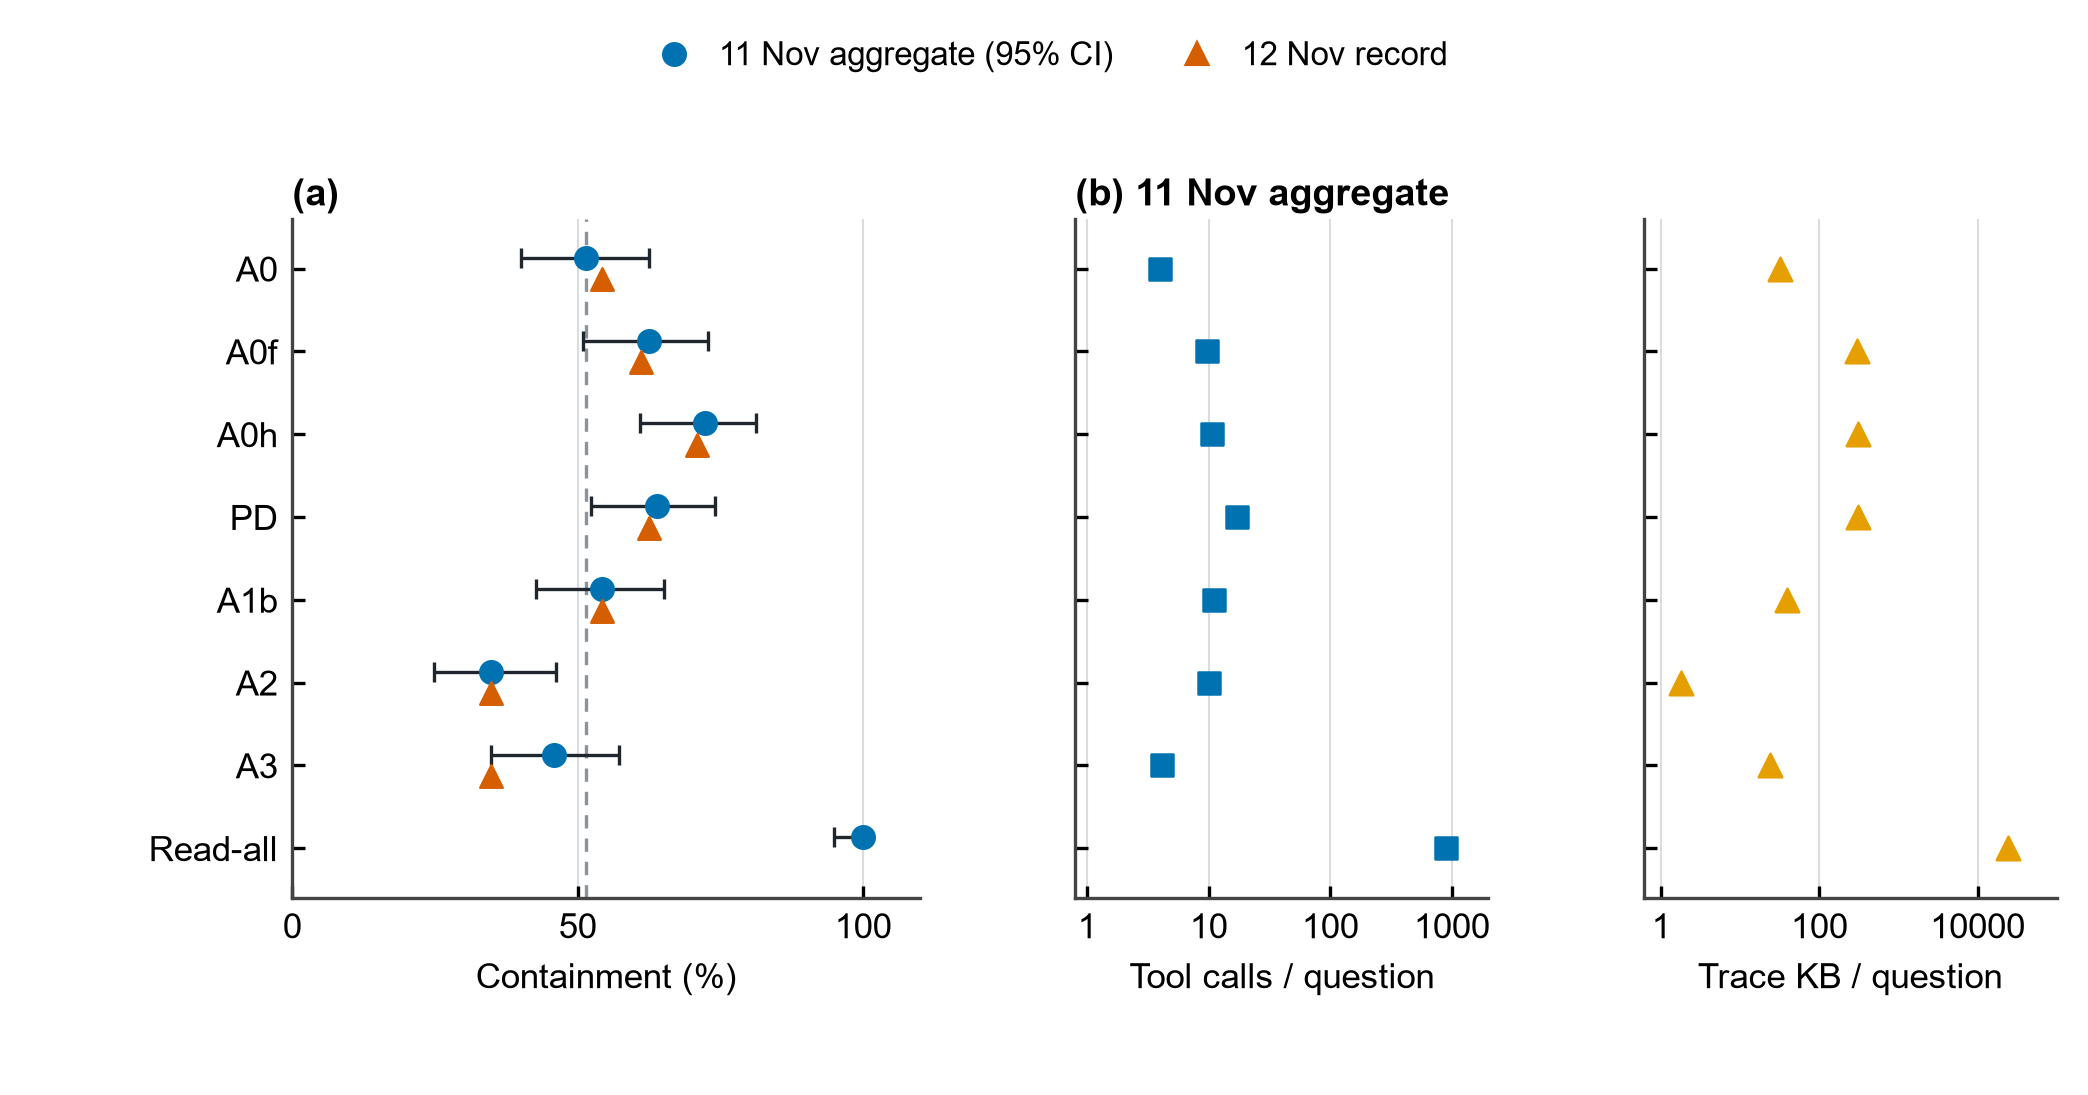 11 Nov aggregate (95% CI)
12 Nov record
(a)
(b) 11 Nov aggregate
A0
A0f
A0h
PD
A1b
A2
A3
Read-all
0 50 100
Containment (%)
1 10 100 1000
Tool calls / question
1 100 10000
Trace KB / question